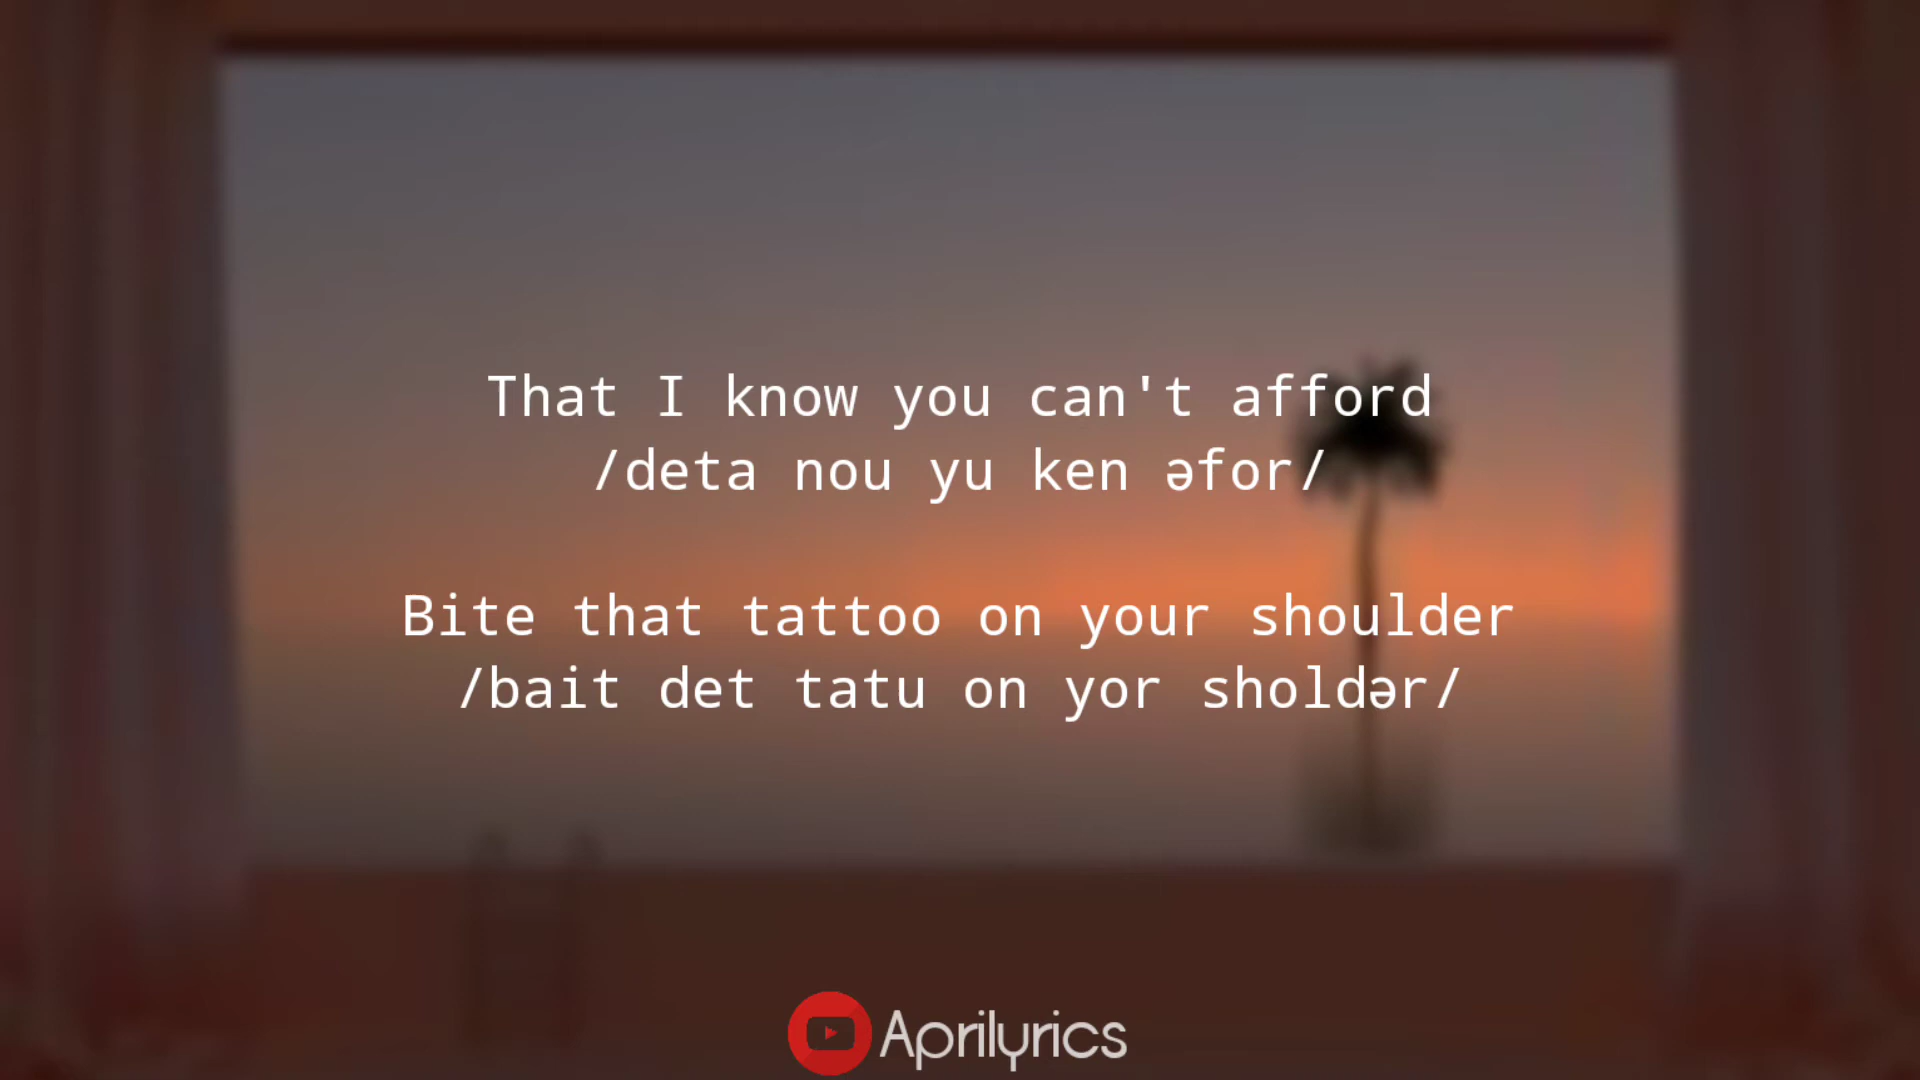 That I know you can't afford
/deta nou yu ken əfor/
Bite that tattoo on your shoulder
/bait det tatu on yor sholdər/
Aprilyrics